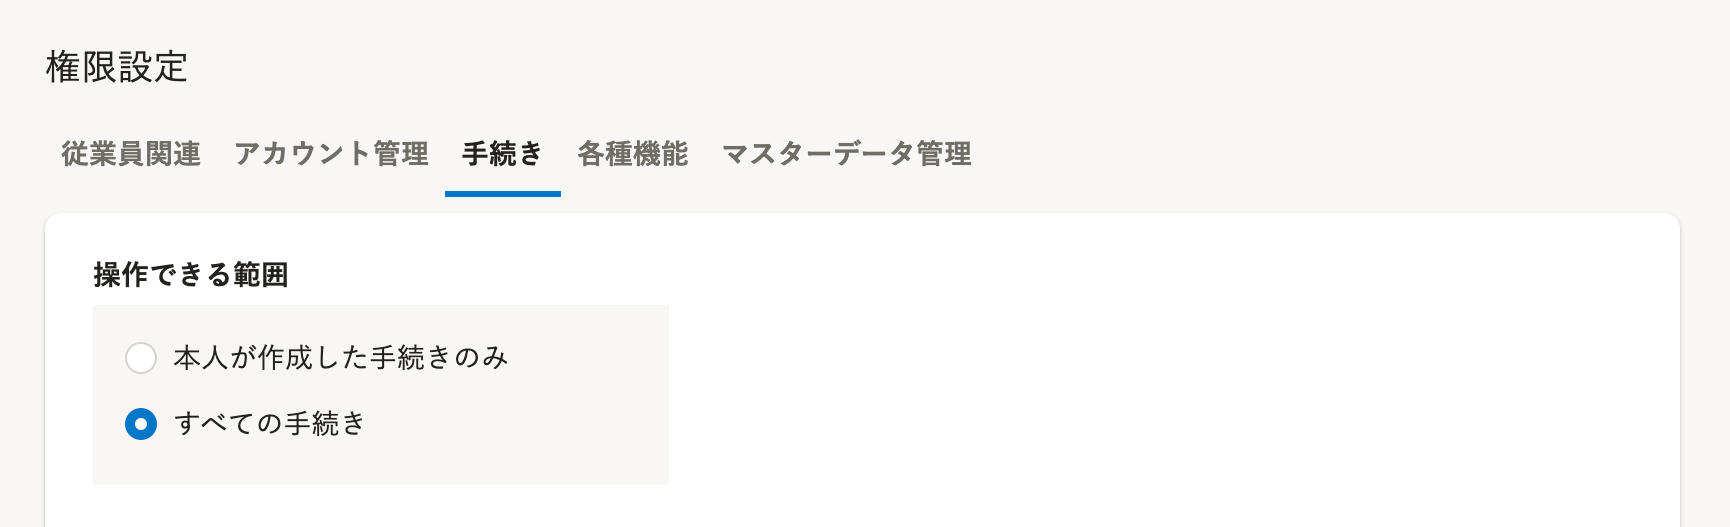 権限設定
従業員関連 アカウント管理 手続き 各種機能 マスターデータ管理
操作できる範囲
本人が作成した手続きのみ
すべての手続き